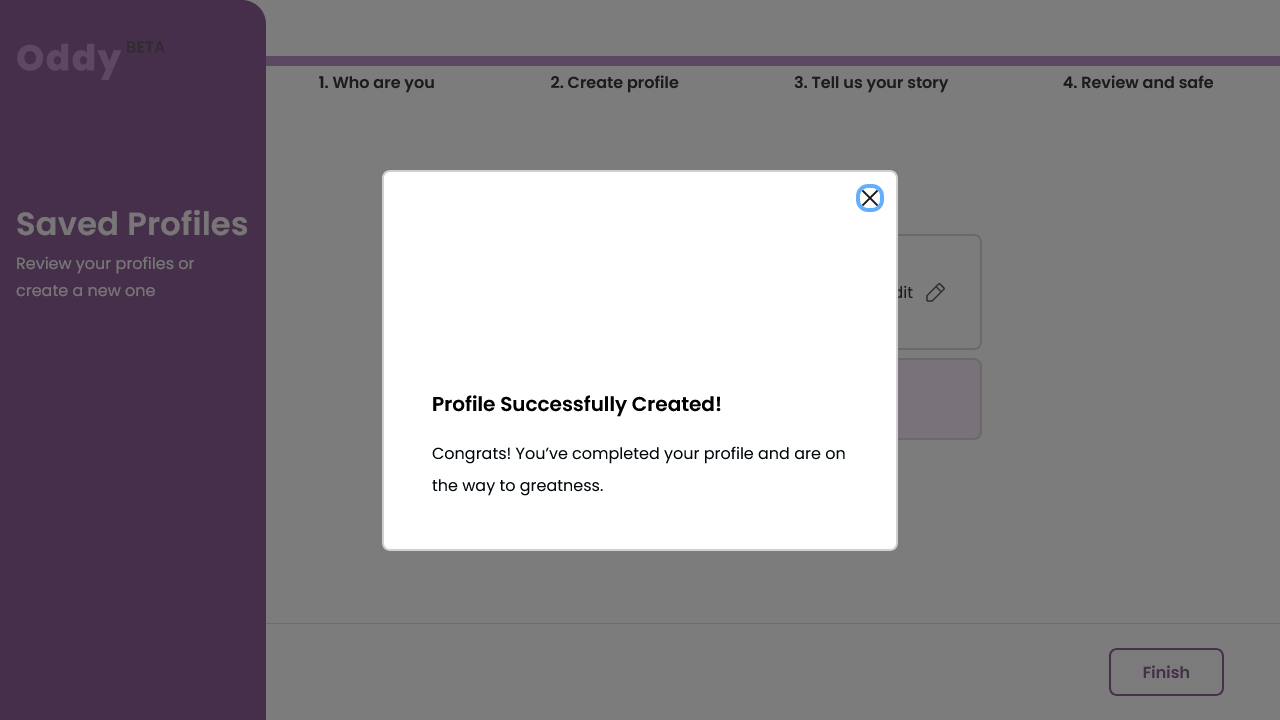 Oddy BETA
1. Who are you
2. Create profile
3. Tell us your story
4. Review and safe
Saved Profiles
Review your profiles or
create a new one
dit
Profile Successfully Created!
Congrats! You’ve completed your profile and are on
the way to greatness.
Finish